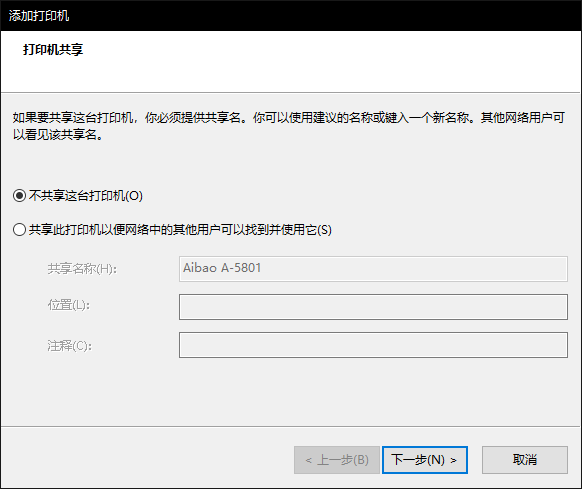 添加打印机
打印机共享
如果要共享这台打印机，你必须提供共享名。你可以使用建议的名称或键入一个新名称。其他网络用户可
以看见该共享名。
不共享这台打印机(O)
共享此打印机以便网络中的其他用户可以找到并使用它(S)
共享名称(H): Aibao A-5801
位置(L):
注释(C):
< 上一步(B) 下一步(N) > 取消